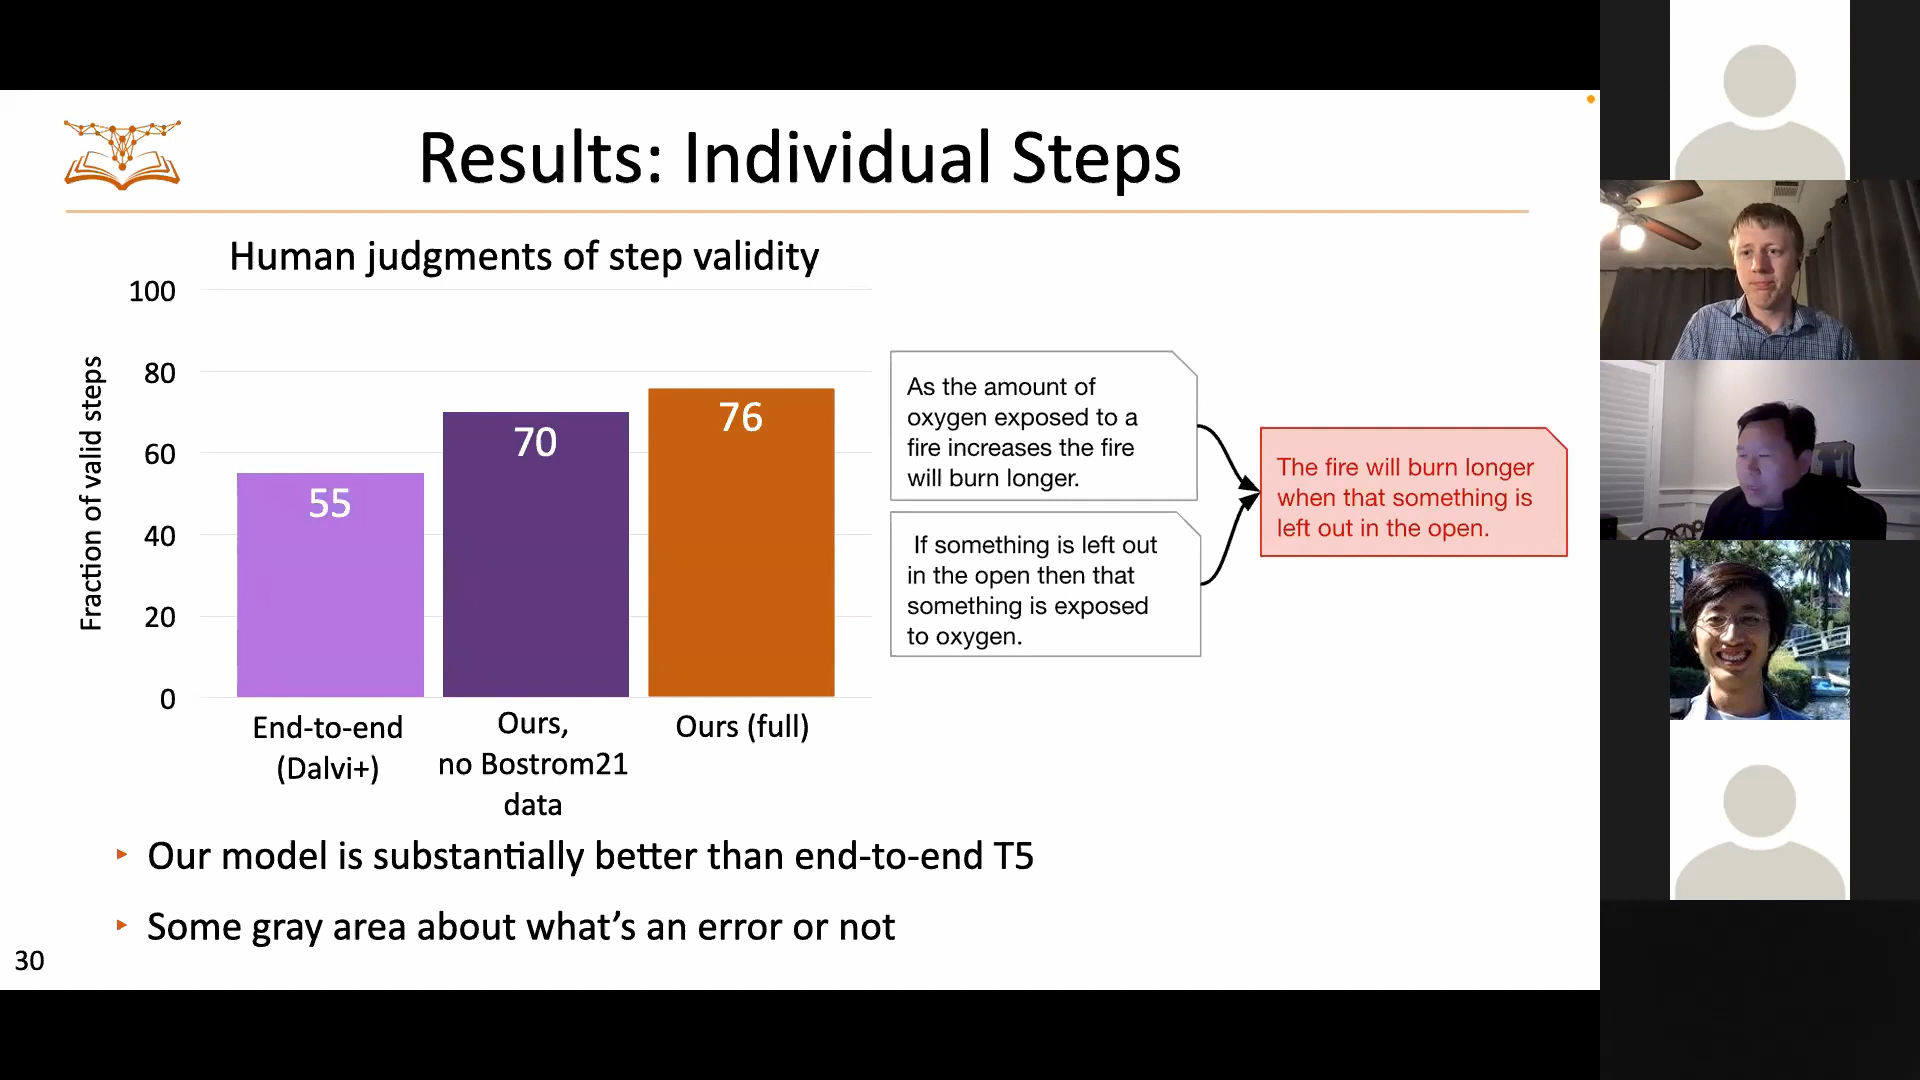 Results: Individual Steps
Human judgments of step validity
Fraction of valid steps
100
80
60
40
20
0
55
70
76
End-to-end
(Dalvi+)
Ours,
no Bostrom21
data
Ours (full)
As the amount of
oxygen exposed to a
fire increases the fire
will burn longer.
If something is left out
in the open then that
something is exposed
to oxygen.
The fire will burn longer
when that something is
left out in the open.
‣ Our model is substantially better than end-to-end T5
‣ Some gray area about what’s an error or not
30